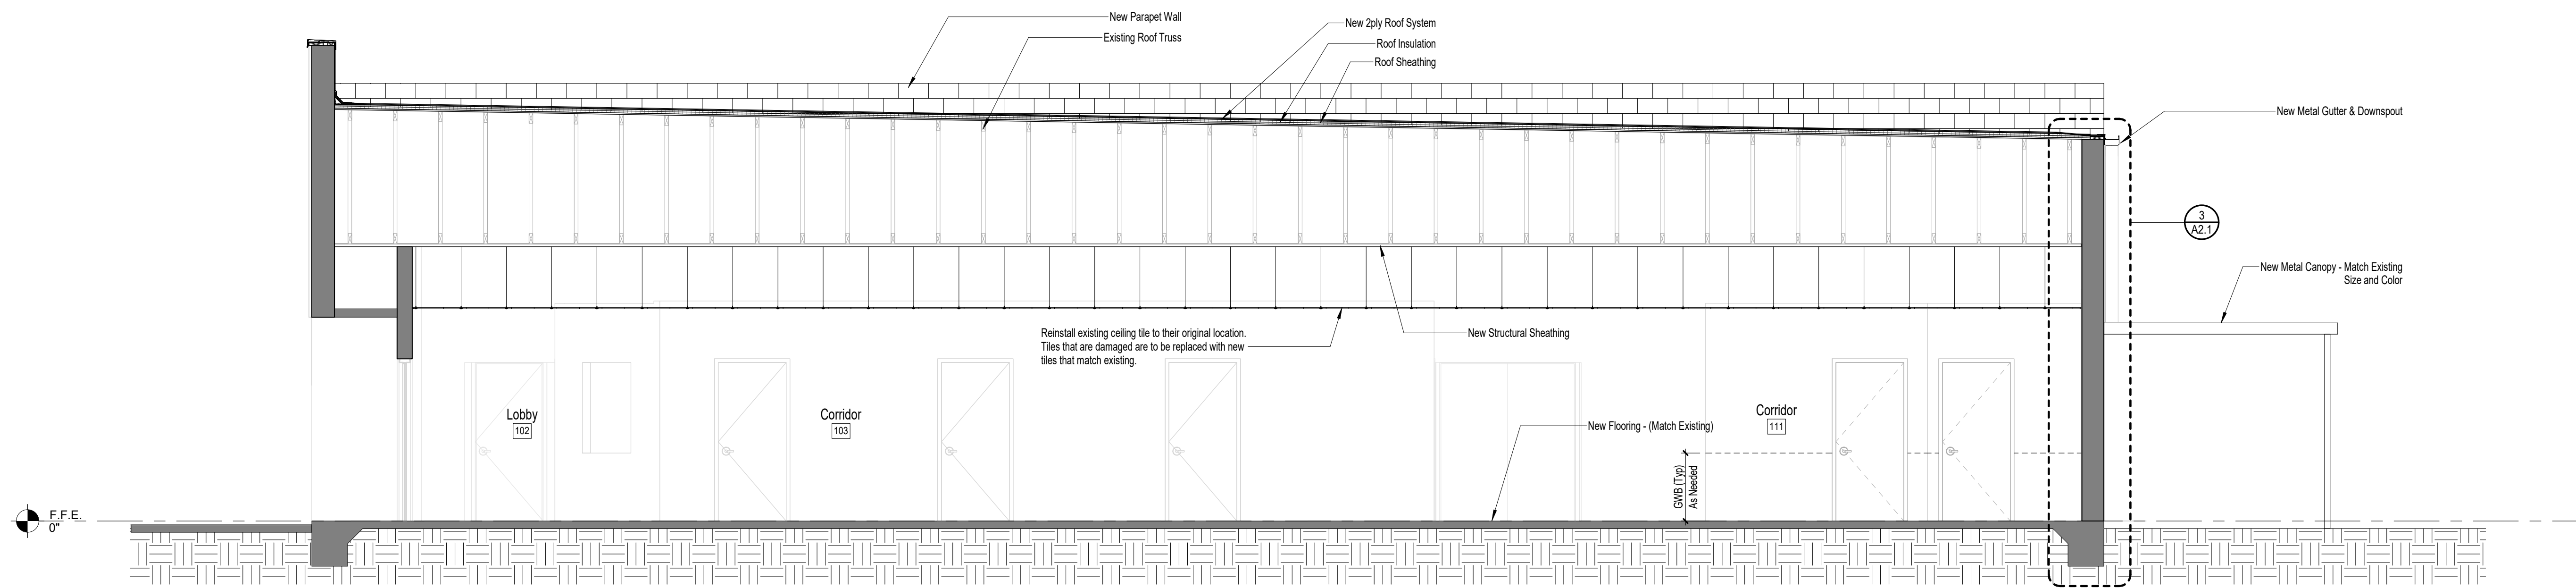 New Parapet Wall
Existing Roof Truss
New 2ply Roof System
Roof Insulation
Roof Sheathing
New Metal Gutter & Downspout
3
A2.1
New Metal Canopy - Match Existing
Size and Color
Reinstall existing ceiling tile to their original location.
Tiles that are damaged are to be replaced with new
tiles that match existing.
New Structural Sheathing
Lobby
102
Corridor
103
New Flooring - (Match Existing)
Corridor
111
GWB (Typ)
As Needed
F.F.E.
0"